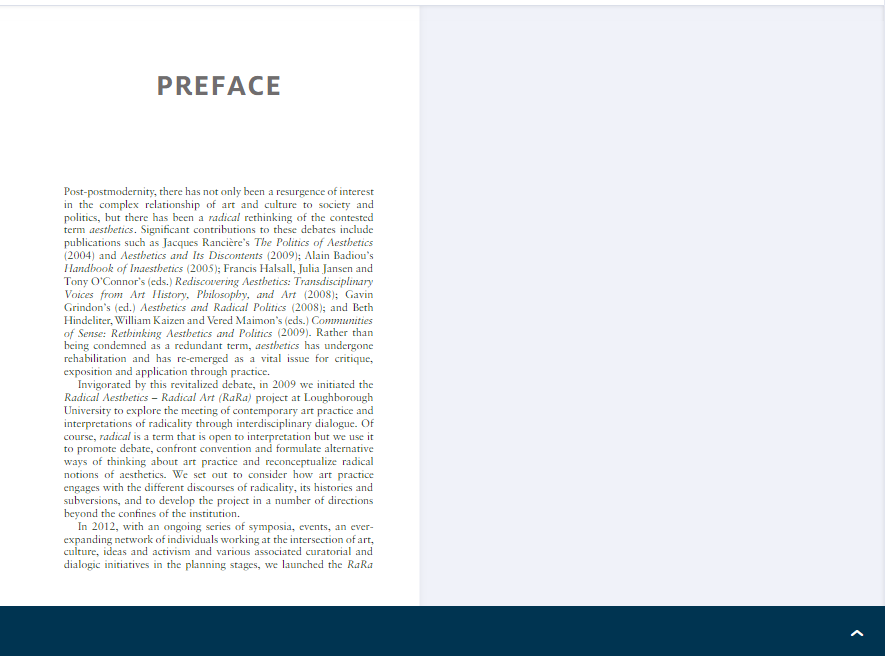 PREFACE
Post-postmodernity, there has not only been a resurgence of interest
in the complex relationship of art and culture to society and
politics, but there has been a radical rethinking of the contested
term aesthetics. Significant contributions to these debates include
publications such as Jacques Rancière's The Politics of Aesthetics
(2004) and Aesthetics and Its Discontents (2009); Alain Badiou's
Handbook of Inaesthetics (2005); Francis Halsall, Julia Jansen and
Tony O'Connor's (eds.) Rediscovering Aesthetics: Transdisciplinary
Voices from Art History, Philosophy, and Art (2008); Gavin
Grindon's (ed.) Aesthetics and Radical Politics (2008); and Beth
Hindeliter, William Kaizen and Vered Maimon's (eds.) Communities
of Sense: Rethinking Aesthetics and Politics (2009). Rather than
being condemned as a redundant term, aesthetics has undergone
rehabilitation and has re-emerged as a vital issue for critique,
exposition and application through practice.
Invigorated by this revitalized debate, in 2009 we initiated the
Radical Aesthetics – Radical Art (RaRa) project at Loughborough
University to explore the meeting of contemporary art practice and
interpretations of radicality through interdisciplinary dialogue. Of
course, radical is a term that is open to interpretation but we use it
to promote debate, confront convention and formulate alternative
ways of thinking about art practice and reconceptualize radical
notions of aesthetics. We set out to consider how art practice
engages with the different discourses of radicality, its histories and
subversions, and to develop the project in a number of directions
beyond the confines of the institution.
In 2012, with an ongoing series of symposia, events, an ever-
expanding network of individuals working at the intersection of art,
culture, ideas and activism and various associated curatorial and
dialogic initiatives in the planning stages, we launched the RaRa